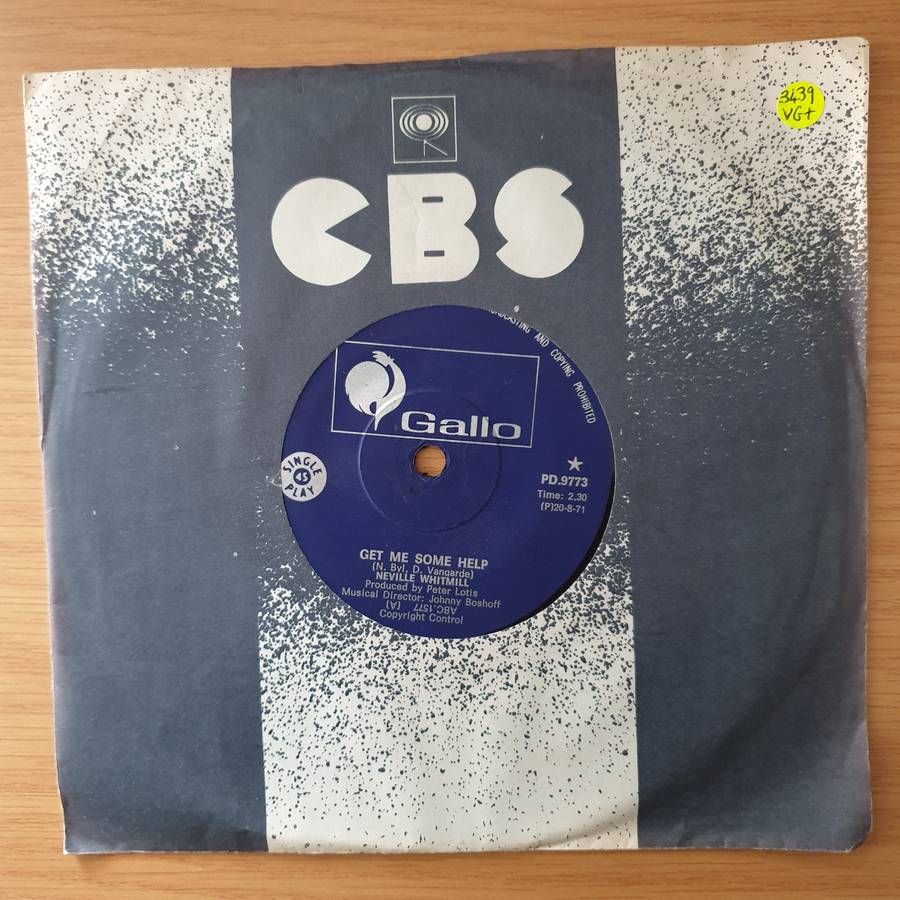 3439
VG+
CBS
AND COPYING PROHIBITED
Gallo
SINGLE
45
PLAY
PD.9773
Time: 2.30
(P)20-8-71
GET ME SOME HELP
(N. Byl, D. Vangarde)
NEVILLE WHITMILL
Produced by Peter Lotis
Musical Director: Johnny Boshoff
ABC.1577 (A)
Copyright Control